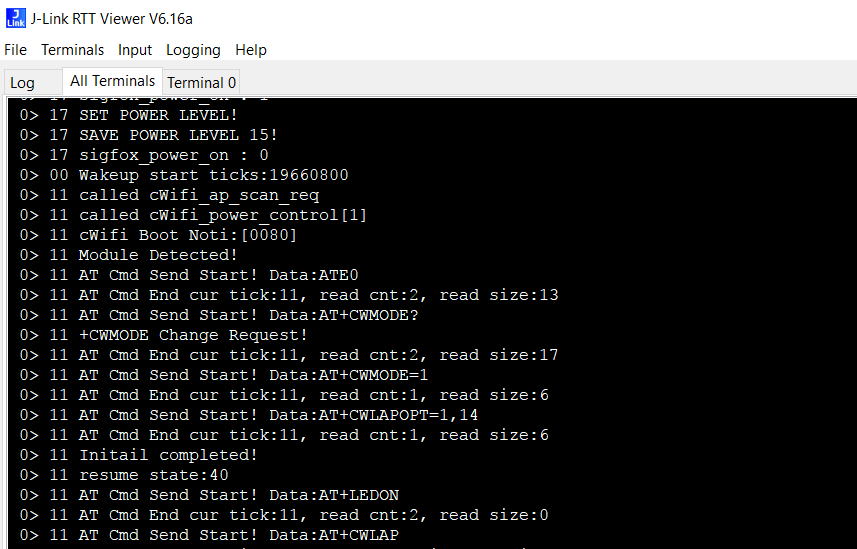 J-Link RTT Viewer V6.16a
File Terminals Input Help
Log All Terminals Terminal 0
0> 17 sigfox_power_on : 1
0> 17 SET POWER LEVEL!
0> 17 SAVE POWER LEVEL 15!
0> 17 sigfox_power_on : 0
0> 00 Wakeup start ticks:19660800
0> 11 called cWifi_ap_scan_req
0> 11 called cWifi_power_control[1]
0> 11 cWifi Boot Noti:[0080]
0> 11 Module Detected!
0> 11 AT Cmd Send Start! Data:ATE0
0> 11 AT Cmd End cur tick:11, read cnt:2, read size:13
0> 11 AT Cmd Send Start! Data:AT+CWMODE?
0> 11 +CWMODE Change Request!
0> 11 AT Cmd End cur tick:11, read cnt:2, read size:17
0> 11 AT Cmd Send Start! Data:AT+CWMODE=1
0> 11 AT Cmd End cur tick:11, read cnt:1, read size:6
0> 11 AT Cmd Send Start! Data:AT+CWLAPOPT=1,14
0> 11 AT Cmd End cur tick:11, read cnt:1, read size:6
0> 11 Initail completed!
0> 11 resume state:40
0> 11 AT Cmd Send Start! Data:AT+LEDON
0> 11 AT Cmd End cur tick:11, read cnt:2, read size:0
0> 11 AT Cmd Send Start! Data:AT+CWLAP